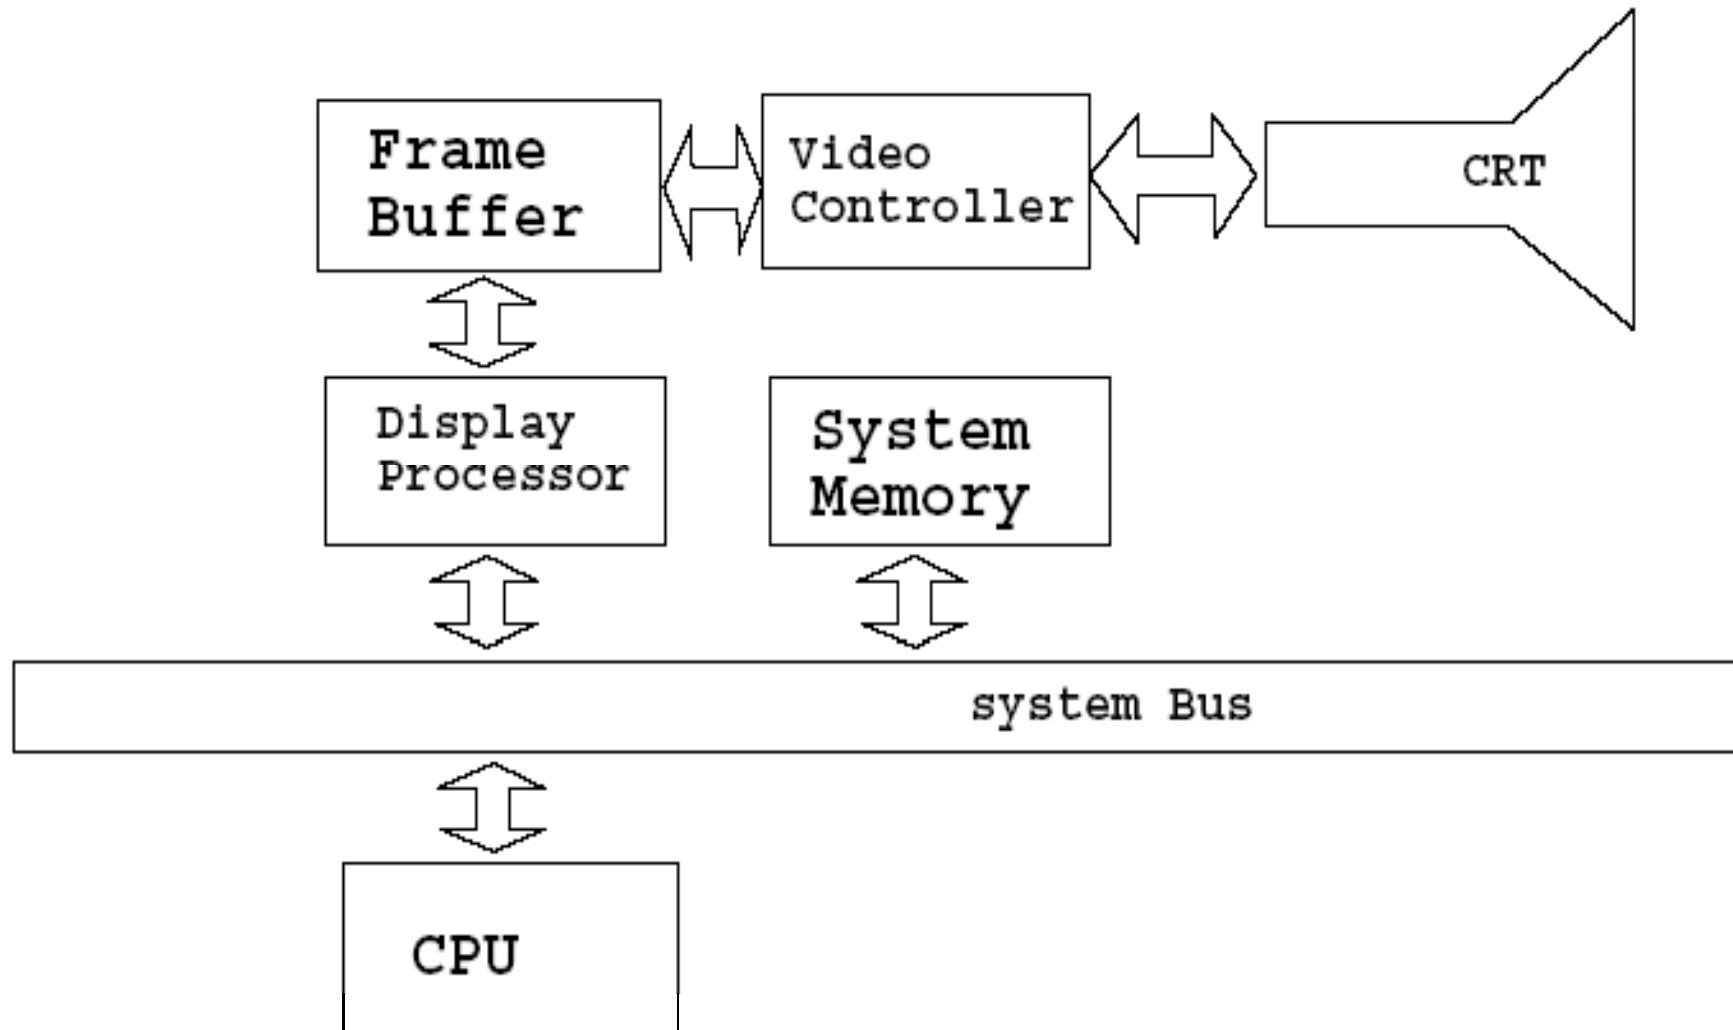 Frame
Buffer
Video
Controller
CRT
Display
Processor
System
Memory
system Bus
CPU